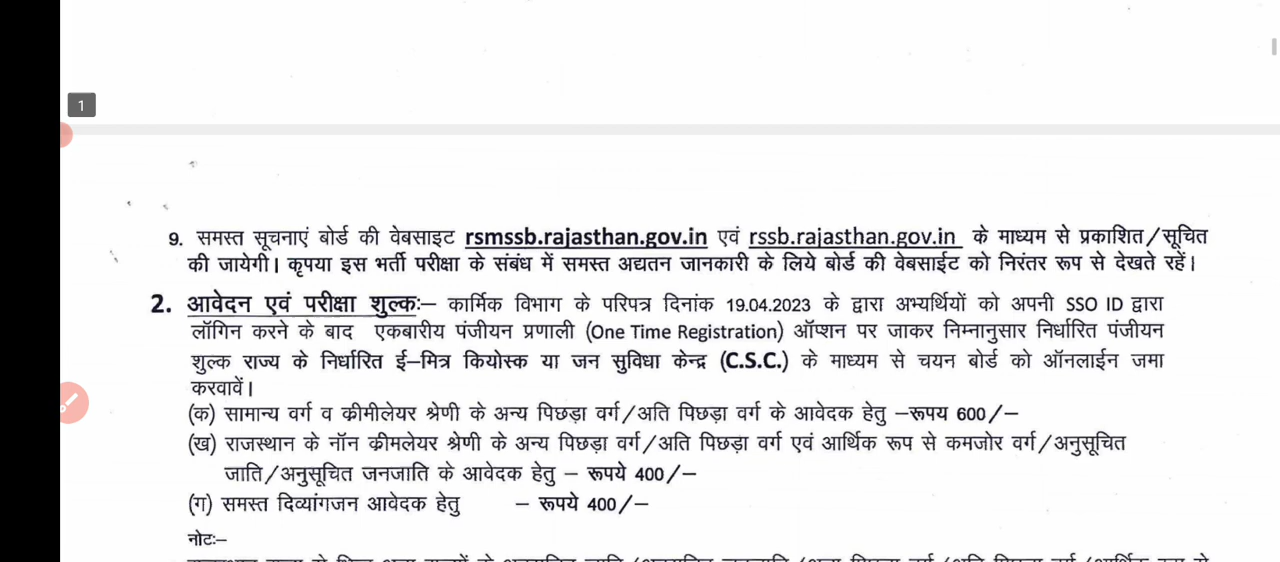 1
9. समस्त सूचनाएं बोर्ड की वेबसाइट rsmssb.rajasthan.gov.in एवं rssb.rajasthan.gov.in के माध्यम से प्रकाशित/सूचित
की जायेगी। कृपया इस भर्ती परीक्षा के संबंध में समस्त अद्यतन जानकारी के लिये बोर्ड की वेबसाईट को निरंतर रूप से देखते रहें।
2. आवेदन एवं परीक्षा शुल्कः– कार्मिक विभाग के परिपत्र दिनांक 19.04.2023 के द्वारा अभ्यर्थियों को अपनी SSO ID द्वारा
लॉगिन करने के बाद एकबारीय पंजीयन प्रणाली (One Time Registration) ऑप्शन पर जाकर निम्नानुसार निर्धारित पंजीयन
शुल्क राज्य के निर्धारित ई–मित्र कियोस्क या जन सुविधा केन्द्र (C.S.C.) के माध्यम से चयन बोर्ड को ऑनलाईन जमा
करवावें।
(क) सामान्य वर्ग व क्रीमीलेयर श्रेणी के अन्य पिछड़ा वर्ग/अति पिछड़ा वर्ग के आवेदक हेतु –रूपय 600/–
(ख) राजस्थान के नॉन क्रीमलेयर श्रेणी के अन्य पिछड़ा वर्ग/अति पिछड़ा वर्ग एवं आर्थिक रूप से कमजोर वर्ग/अनुसूचित
जाति/अनुसूचित जनजाति के आवेदक हेतु – रूपये 400/–
(ग) समस्त दिव्यांगजन आवेदक हेतु – रूपये 400/–
नोटः–